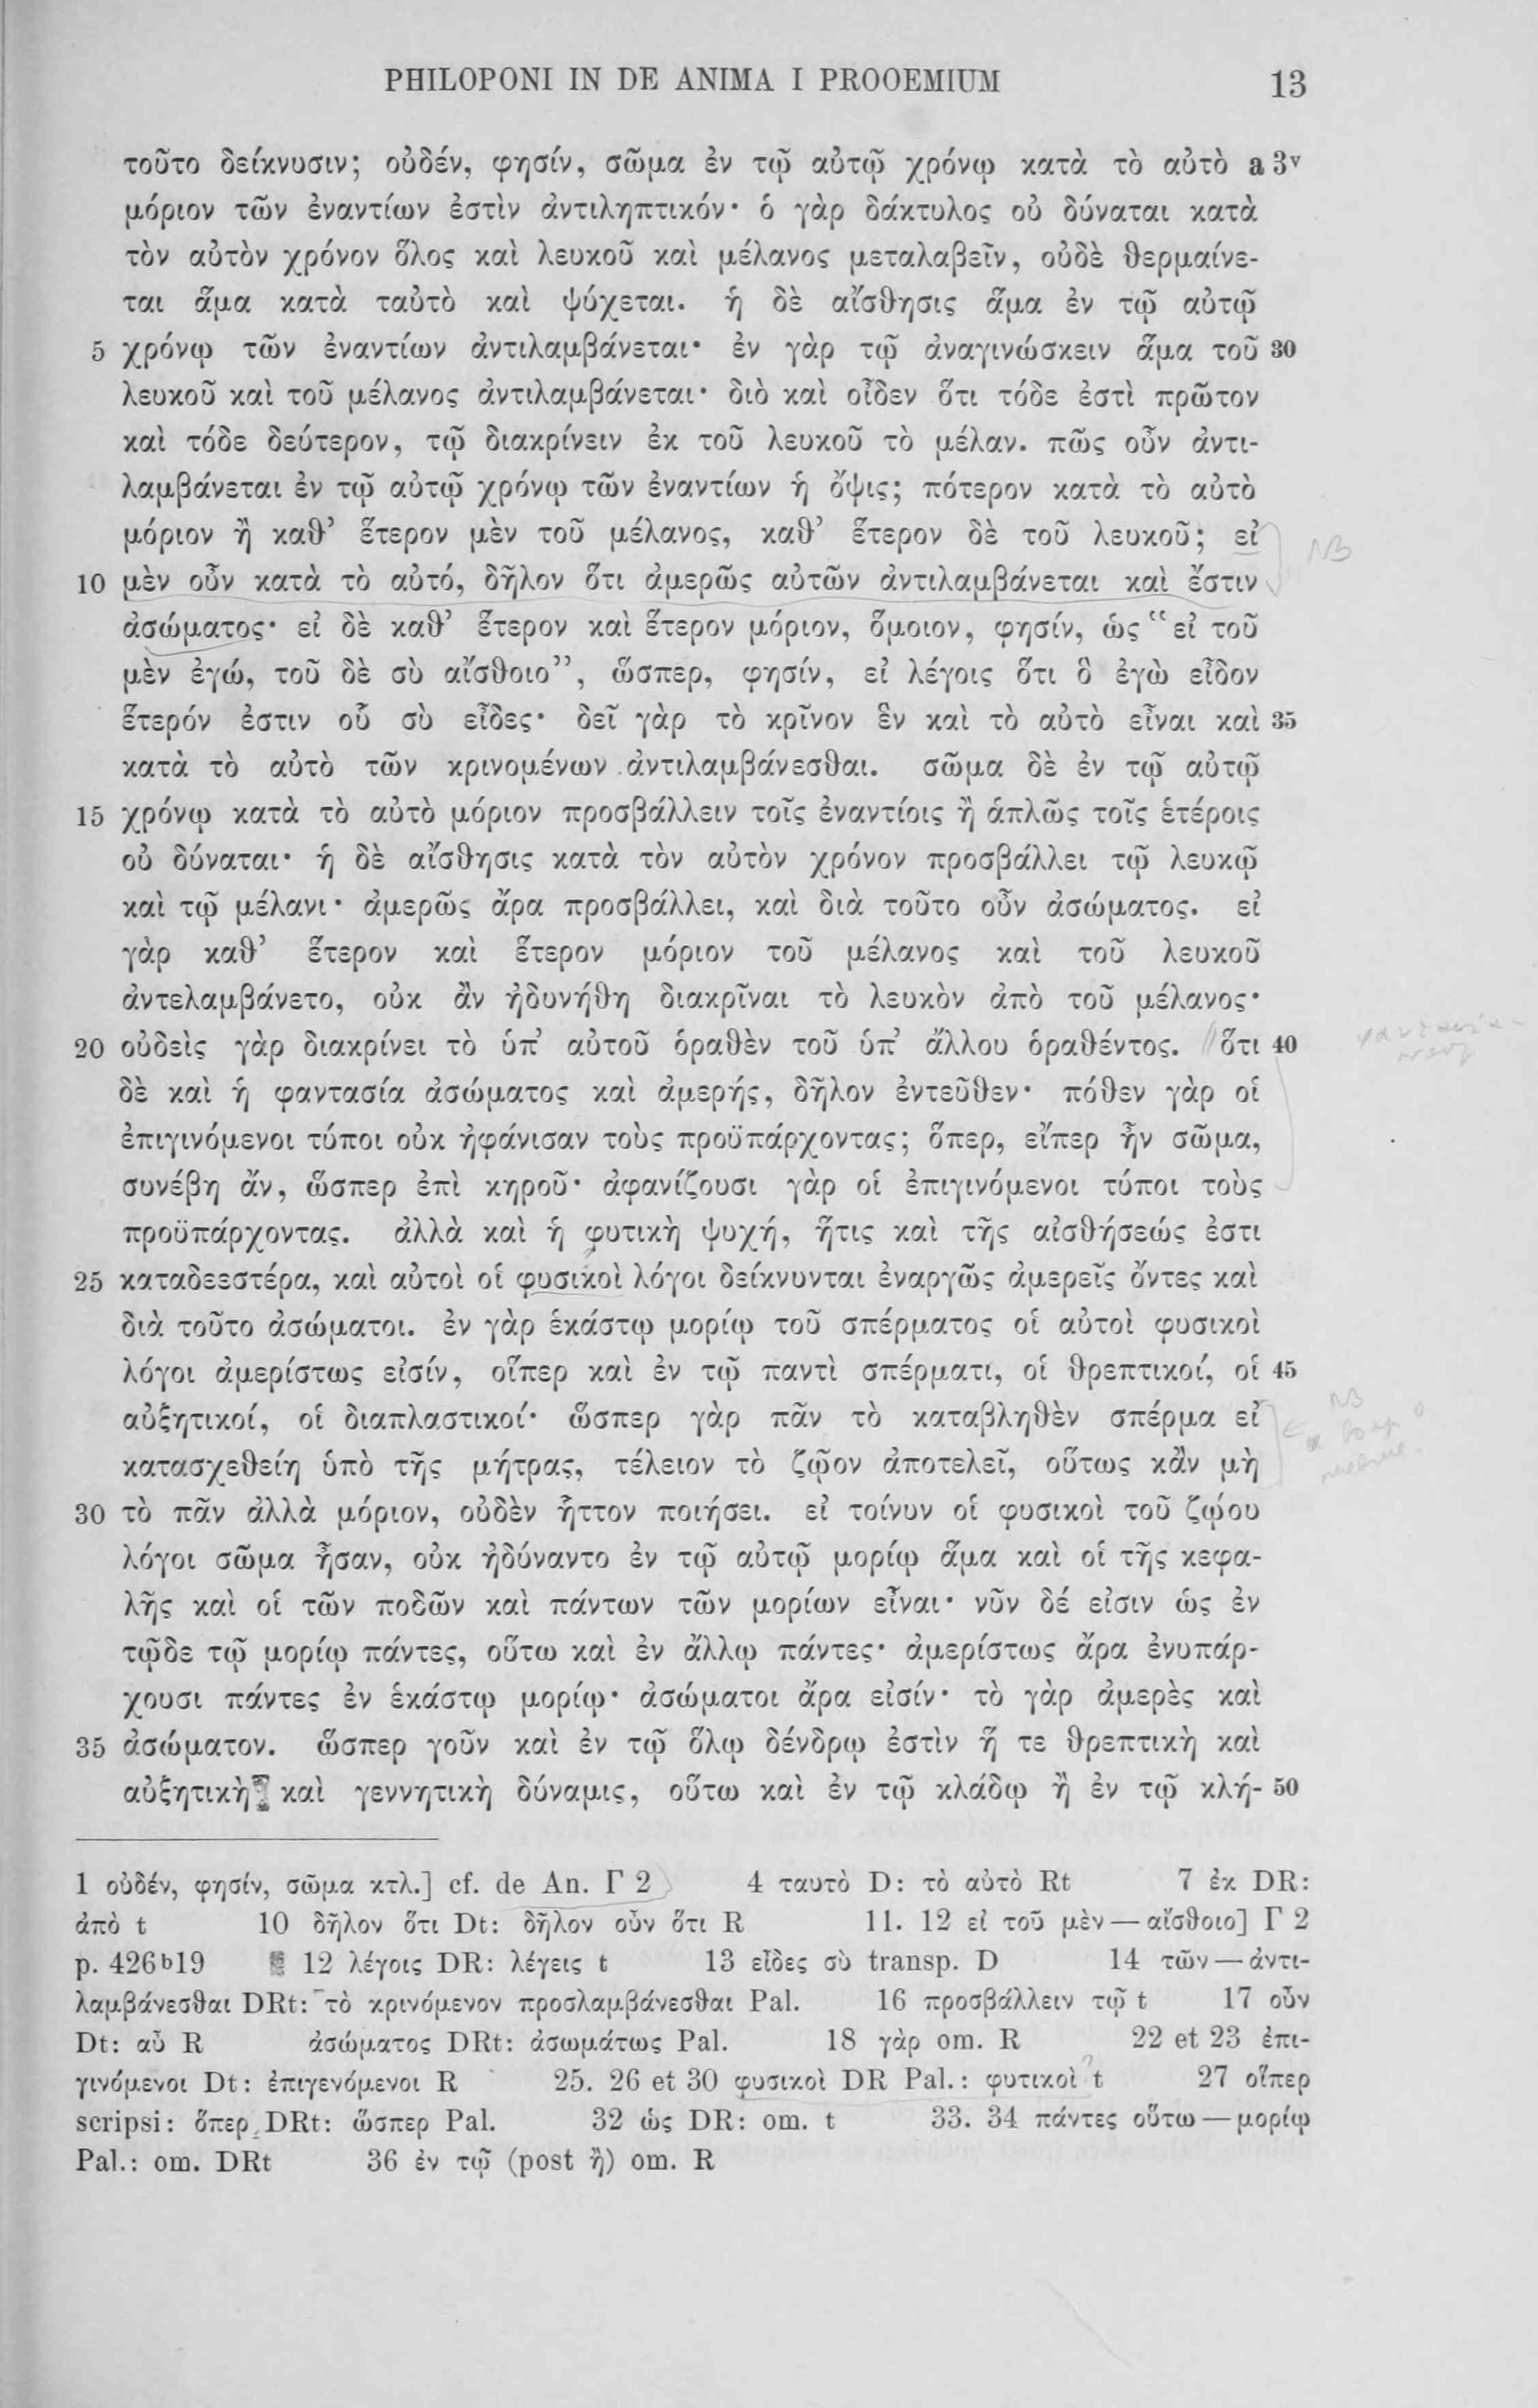 PHILOPONI IN DE ANIMA I PROOEMIUM 13
τοῦτο δείκνυσιν; οὐδέν, φησίν, σῶμα ἐν τῷ αὐτῷ χρόνῳ κατὰ τὸ αὐτὸ a 3v
μόριον τῶν ἐναντίων ἐστὶν ἀντιληπτικόν· ὁ γὰρ δάκτυλος οὐ δύναται κατὰ
τὸν αὐτὸν χρόνον ὅλος καὶ λευκοῦ καὶ μέλανος μεταλαβεῖν, οὐδὲ θερμαίνε-
ται ἅμα κατὰ ταὐτὸ καὶ ψύχεται. ἡ δὲ αἴσθησις ἅμα ἐν τῷ αὐτῷ
5 χρόνῳ τῶν ἐναντίων ἀντιλαμβάνεται· ἐν γὰρ τῷ ἀναγινώσκειν ἅμα τοῦ 30
λευκοῦ καὶ τοῦ μέλανος ἀντιλαμβάνεται· διὸ καὶ οἶδεν ὅτι τόδε ἐστὶ πρῶτον
καὶ τόδε δεύτερον, τῷ διακρίνειν ἐκ τοῦ λευκοῦ τὸ μέλαν. πῶς οὖν ἀντι-
λαμβάνεται ἐν τῷ αὐτῷ χρόνῳ τῶν ἐναντίων ἡ ὄψις; πότερον κατὰ τὸ αὐτὸ
μόριον ἢ καθ’ ἕτερον μὲν τοῦ μέλανος, καθ’ ἕτερον δὲ τοῦ λευκοῦ; εἰ NB
10 μὲν οὖν κατὰ τὸ αὐτό, δῆλον ὅτι ἀμερῶς αὐτῶν ἀντιλαμβάνεται καὶ ἔστιν
ἀσώματος· εἰ δὲ καθ’ ἕτερον καὶ ἕτερον μόριον, ὅμοιον, φησίν, ὡς “εἰ τοῦ
μὲν ἐγώ, τοῦ δὲ σὺ αἴσθοιο”, ὥσπερ, φησίν, εἰ λέγοις ὅτι ὃ ἐγὼ εἶδον
ἕτερόν ἐστιν οὗ σὺ εἶδες· δεῖ γὰρ τὸ κρῖνον ἓν καὶ τὸ αὐτὸ εἶναι καὶ 35
κατὰ τὸ αὐτὸ τῶν κρινομένων ἀντιλαμβάνεσθαι. σῶμα δὲ ἐν τῷ αὐτῷ
15 χρόνῳ κατὰ τὸ αὐτὸ μόριον προσβάλλειν τοῖς ἐναντίοις ἢ ἁπλῶς τοῖς ἑτέροις
οὐ δύναται· ἡ δὲ αἴσθησις κατὰ τὸν αὐτὸν χρόνον προσβάλλει τῷ λευκῷ
καὶ τῷ μέλανι· ἀμερῶς ἄρα προσβάλλει, καὶ διὰ τοῦτο οὖν ἀσώματος. εἰ
γὰρ καθ’ ἕτερον καὶ ἕτερον μόριον τοῦ μέλανος καὶ τοῦ λευκοῦ
ἀντελαμβάνετο, οὐκ ἂν ἠδυνήθη διακρῖναι τὸ λευκὸν ἀπὸ τοῦ μέλανος·
20 οὐδεὶς γὰρ διακρίνει τὸ ὑπ’ αὐτοῦ ὁραθὲν τοῦ ὑπ’ ἄλλου ὁραθέντος. ὅτι 40
δὲ καὶ ἡ φαντασία ἀσώματος καὶ ἀμερής, δῆλον ἐντεῦθεν· πόθεν γὰρ οἱ
ἐπιγινόμενοι τύποι οὐκ ἠφάνισαν τοὺς προϋπάρχοντας; ὅπερ, εἴπερ ἦν σῶμα,
συνέβη ἄν, ὥσπερ ἐπὶ κηροῦ· ἀφανίζουσι γὰρ οἱ ἐπιγινόμενοι τύποι τοὺς
προϋπάρχοντας. ἀλλὰ καὶ ἡ φυτικὴ ψυχή, ἥτις καὶ τῆς αἰσθήσεώς ἐστι
25 καταδεεστέρα, καὶ αὐτοὶ οἱ φυσικοὶ λόγοι δείκνυνται ἐναργῶς ἀμερεῖς ὄντες καὶ
διὰ τοῦτο ἀσώματοι. ἐν γὰρ ἑκάστῳ μορίῳ τοῦ σπέρματος οἱ αὐτοὶ φυσικοὶ
λόγοι ἀμερίστως εἰσίν, οἵπερ καὶ ἐν τῷ παντὶ σπέρματι, οἱ θρεπτικοί, οἱ 45
αὐξητικοί, οἱ διαπλαστικοί· ὥσπερ γὰρ πᾶν τὸ καταβληθὲν σπέρμα εἰ NB
κατασχεθείη ὑπὸ τῆς μήτρας, τέλειον τὸ ζῷον ἀποτελεῖ, οὕτως κἂν μὴ
30 τὸ πᾶν ἀλλὰ μόριον, οὐδὲν ἧττον ποιήσει. εἰ τοίνυν οἱ φυσικοὶ τοῦ ζῴου
λόγοι σῶμα ἦσαν, οὐκ ἠδύναντο ἐν τῷ αὐτῷ μορίῳ ἅμα καὶ οἱ τῆς κεφα-
λῆς καὶ οἱ τῶν ποδῶν καὶ πάντων τῶν μορίων εἶναι· νῦν δέ εἰσιν ὡς ἐν
τῷδε τῷ μορίῳ πάντες, οὕτω καὶ ἐν ἄλλῳ πάντες· ἀμερίστως ἄρα ἐνυπάρ-
χουσι πάντες ἐν ἑκάστῳ μορίῳ· ἀσώματοι ἄρα εἰσίν· τὸ γὰρ ἀμερὲς καὶ
35 ἀσώματον. ὥσπερ γοῦν καὶ ἐν τῷ ὅλῳ δένδρῳ ἐστὶν ἥ τε θρεπτικὴ καὶ
αὐξητικὴ καὶ γεννητικὴ δύναμις, οὕτω καὶ ἐν τῷ κλάδῳ ἢ ἐν τῷ κλή- 50
1 οὐδέν, φησίν, σῶμα κτλ.] cf. de An. Γ 2 4 ταυτὸ D: τὸ αὐτὸ Rt 7 ἐκ DR:
ἀπὸ t 10 δῆλον ὅτι Dt: δῆλον οὖν ὅτι R 11. 12 εἰ τοῦ μὲν — αἴσθοιο] Γ 2
p. 426b19 12 λέγοις DR: λέγεις t 13 εἶδες σὺ transp. D 14 τῶν — ἀντι-
λαμβάνεσθαι DRt: τὸ κρινόμενον προσλαμβάνεσθαι Pal. 16 προσβάλλειν τῷ t 17 οὖν
Dt: αὖ R ἀσώματος DRt: ἀσωμάτως Pal. 18 γὰρ om. R 22 et 23 ἐπι-
γινόμενοι Dt: ἐπιγενόμενοι R 25. 26 et 30 φυσικοὶ DR Pal.: φυτικοὶ t 27 οἵπερ
scripsi: ὅπερ DRt: ὥσπερ Pal. 32 ὡς DR: om. t 33. 34 πάντες οὕτω — μορίῳ
Pal.: om. DRt 36 ἐν τῷ (post ἢ) om. R